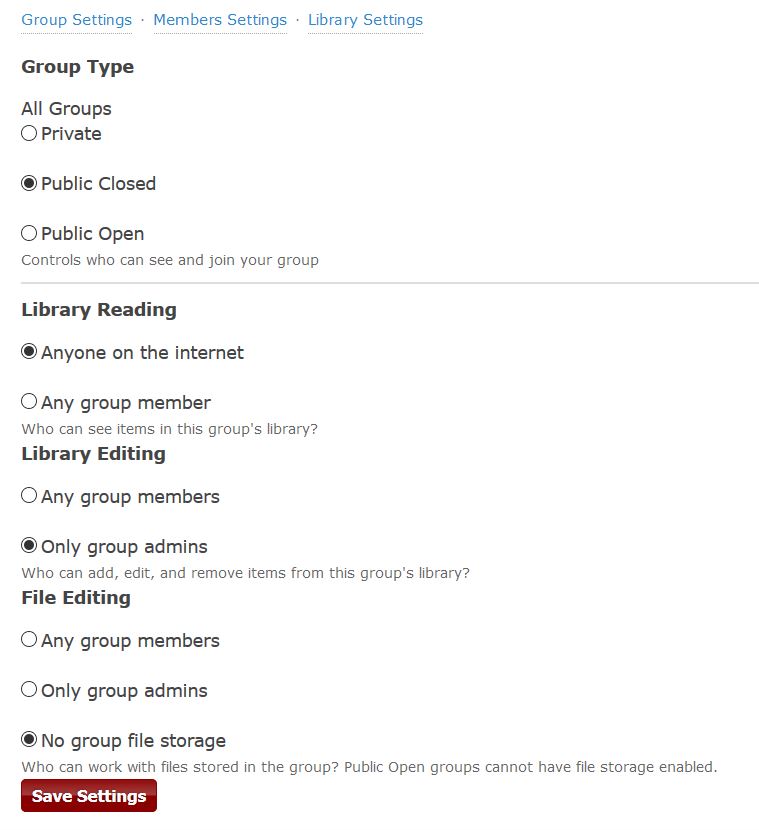 Group Settings · Members Settings · Library Settings
Group Type
All Groups
Private
Public Closed
Public Open
Controls who can see and join your group
Library Reading
Anyone on the internet
Any group member
Who can see items in this group's library?
Library Editing
Any group members
Only group admins
Who can add, edit, and remove items from this group's library?
File Editing
Any group members
Only group admins
No group file storage
Who can work with files stored in the group? Public Open groups cannot have file storage enabled.
Save Settings